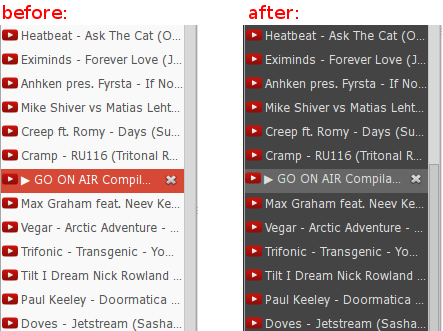 before:
Heatbeat - Ask The Cat (O...
Eximinds - Forever Love (J...
Anhken pres. Fyrsta - If No...
Mike Shiver vs Matias Leht...
Creep ft. Romy - Days (Su...
Cramp - RU116 (Tritonal R...
▶ GO ON AIR Compil...
Max Graham feat. Neev Ke...
Vegar - Arctic Adventure - ...
Trifonic - Transgenic - Yo...
Tilt I Dream Nick Rowland ...
Paul Keeley - Doormatica ...
Doves - Jetstream (Sasha...
after:
Heatbeat - Ask The Cat (O...
Eximinds - Forever Love (J...
Anhken pres. Fyrsta - If No...
Mike Shiver vs Matias Leht...
Creep ft. Romy - Days (Su...
Cramp - RU116 (Tritonal R...
▶ GO ON AIR Compila...
Max Graham feat. Neev Ke...
Vegar - Arctic Adventure - ...
Trifonic - Transgenic - Yo...
Tilt I Dream Nick Rowland ...
Paul Keeley - Doormatica ...
Doves - Jetstream (Sasha...